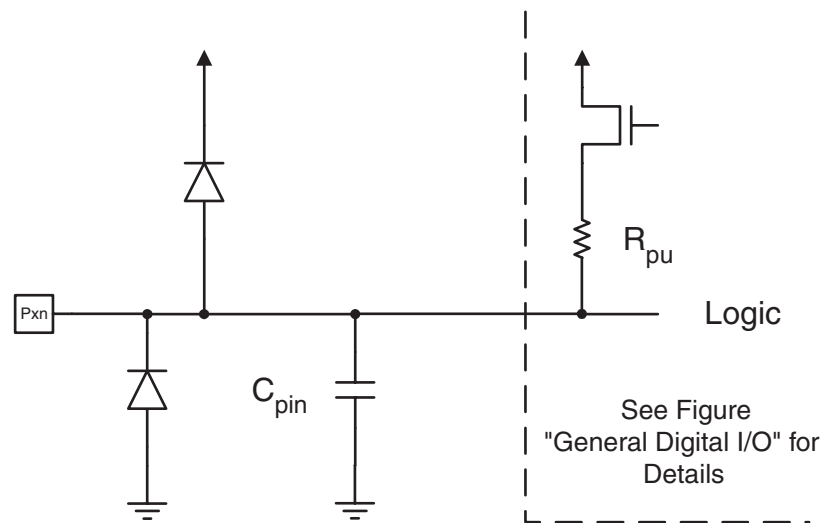 R
pu
Pxn
Logic
C
pin
See Figure
"General Digital I/O" for
Details